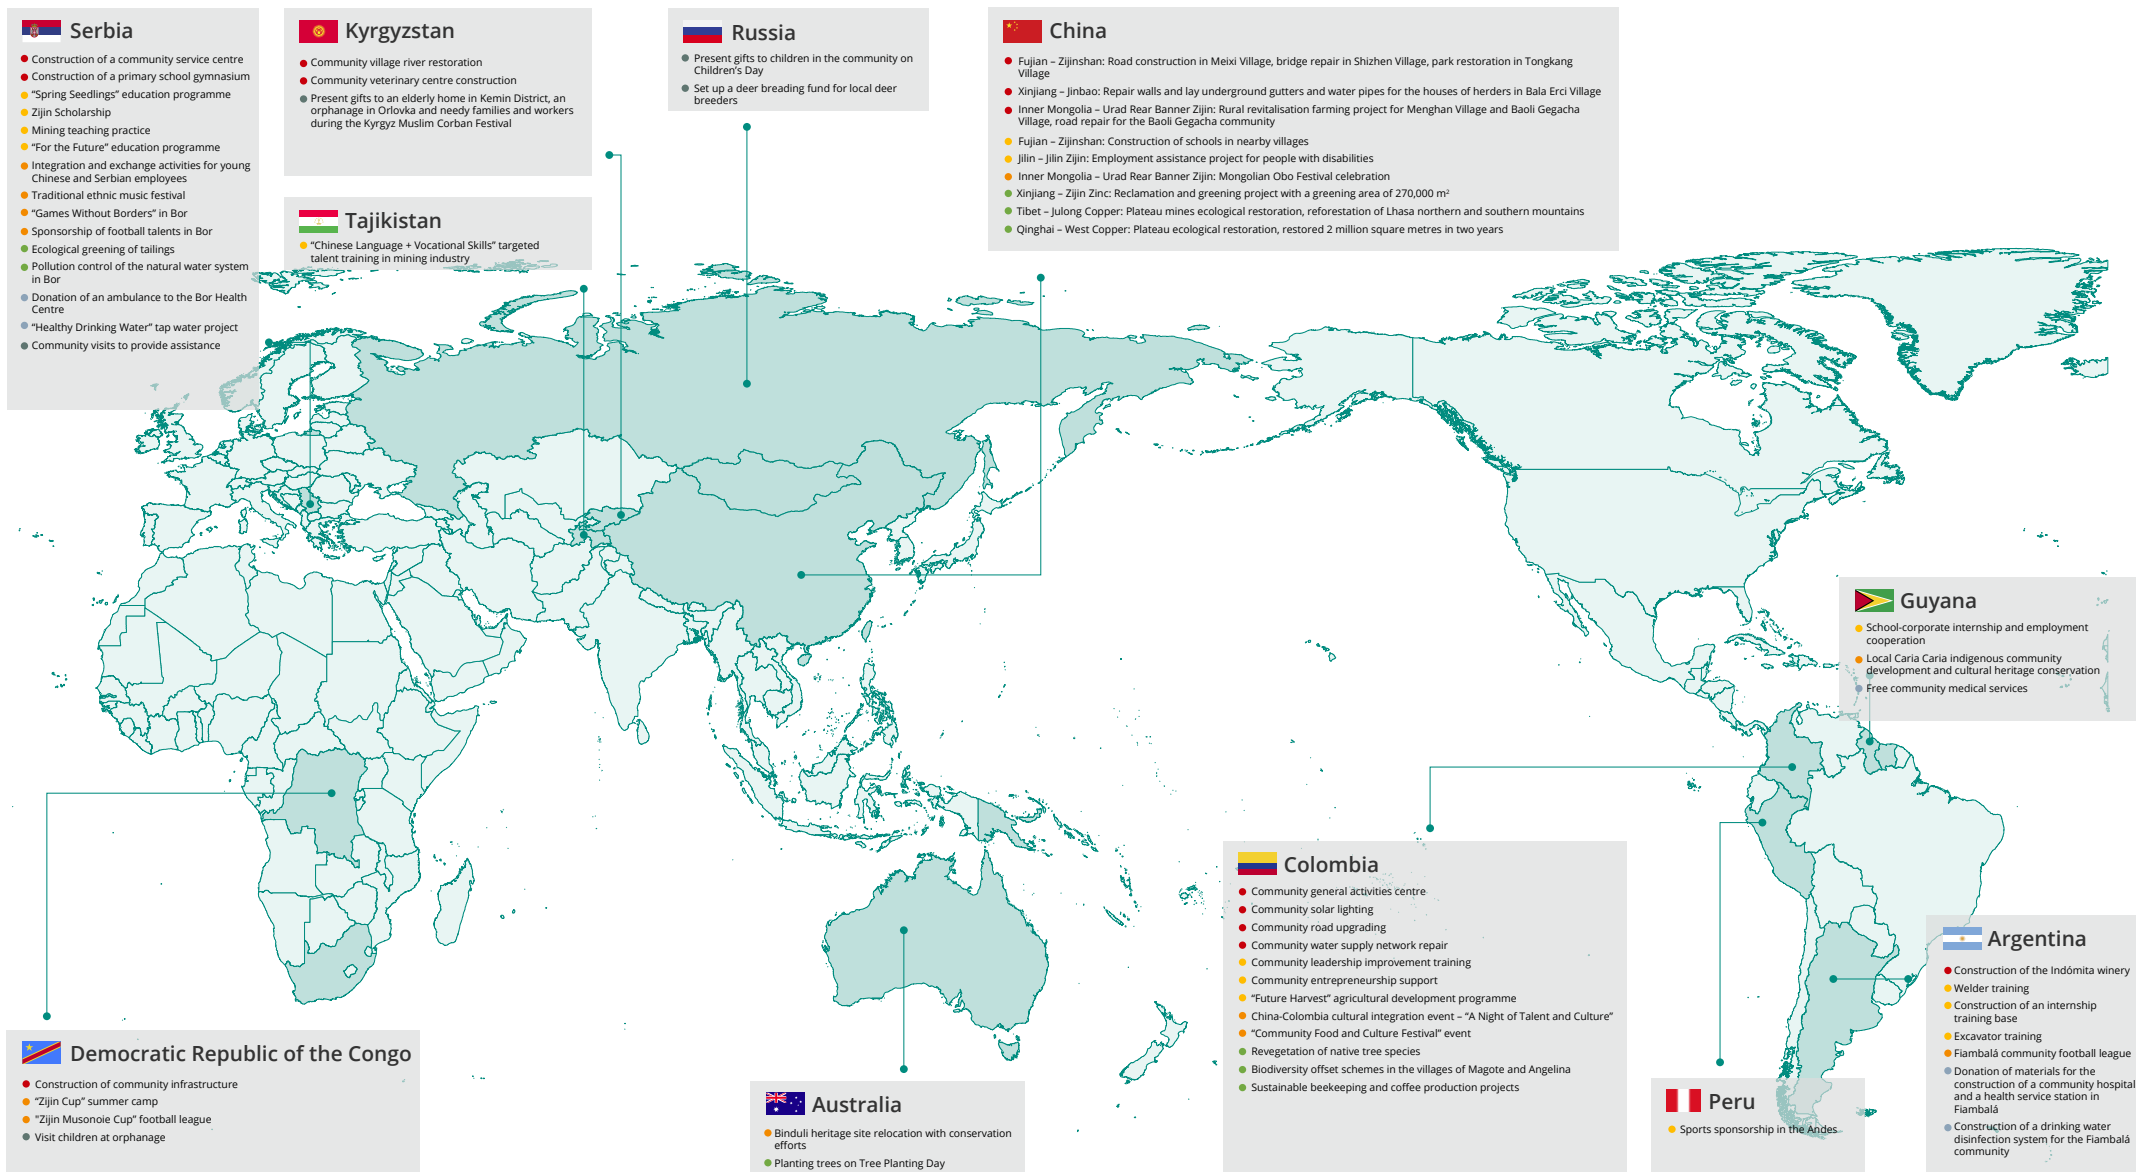 Serbia
Construction of a community service centre
Construction of a primary school gymnasium
“Spring Seedlings” education programme
Zijin Scholarship
Mining teaching practice
“For the Future” education programme
Integration and exchange activities for young
Chinese and Serbian employees
Traditional ethnic music festival
“Games Without Borders” in Bor
Sponsorship of football talents in Bor
Ecological greening of tailings
Pollution control of the natural water system
in Bor
Donation of an ambulance to the Bor Health
Centre
“Healthy Drinking Water” tap water project
Community visits to provide assistance
Kyrgyzstan
Community village river restoration
Community veterinary centre construction
Present gifts to an elderly home in Kemin District, an
orphanage in Orlovka and needy families and workers
during the Kyrgyz Muslim Corban Festival
Tajikistan
“Chinese Language + Vocational Skills” targeted
talent training in mining industry
Russia
Present gifts to children in the community on
Children’s Day
Set up a deer breading fund for local deer
breeders
China
Fujian – Zijinshan: Road construction in Meixi Village, bridge repair in Shizhen Village, park restoration in Tongkang
Village
Xinjiang – Jinbao: Repair walls and lay underground gutters and water pipes for the houses of herders in Bala Erci Village
Inner Mongolia – Urad Rear Banner Zijin: Rural revitalisation farming project for Menghan Village and Baoli Gegacha
Village, road repair for the Baoli Gegacha community
Fujian – Zijinshan: Construction of schools in nearby villages
Jilin – Jilin Zijin: Employment assistance project for people with disabilities
Inner Mongolia – Urad Rear Banner Zijin: Mongolian Obo Festival celebration
Xinjiang – Zijin Zinc: Reclamation and greening project with a greening area of 270,000 m²
Tibet – Julong Copper: Plateau mines ecological restoration, reforestation of Lhasa northern and southern mountains
Qinghai – West Copper: Plateau ecological restoration, restored 2 million square metres in two years
Guyana
School-corporate internship and employment
cooperation
Local Caria Caria indigenous community
development and cultural heritage conservation
Free community medical services
Colombia
Community general activities centre
Community solar lighting
Community road upgrading
Community water supply network repair
Community leadership improvement training
Community entrepreneurship support
“Future Harvest” agricultural development programme
China-Colombia cultural integration event – “A Night of Talent and Culture”
“Community Food and Culture Festival” event
Revegetation of native tree species
Biodiversity offset schemes in the villages of Magote and Angelina
Sustainable beekeeping and coffee production projects
Argentina
Construction of the Indómita winery
Welder training
Construction of an internship
training base
Excavator training
Fiambalá community football league
Donation of materials for the
construction of a community hospital
and a health service station in
Fiambalá
Construction of a drinking water
disinfection system for the Fiambalá
community
Democratic Republic of the Congo
Construction of community infrastructure
“Zijin Cup” summer camp
"Zijin Musonoie Cup” football league
Visit children at orphanage
Australia
Binduli heritage site relocation with conservation
efforts
Planting trees on Tree Planting Day
Peru
Sports sponsorship in the Andes